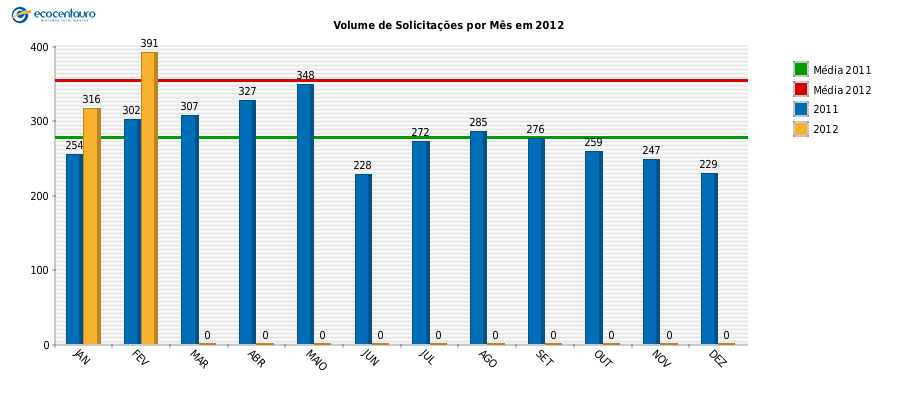 ecocentauro
Volume de Solicitações por Mês em 2012
400
300
200
100
0
254
316
302
391
307
0
327
0
348
0
228
0
272
0
285
0
276
0
259
0
247
0
229
0
JAN
FEV
MAR
ABR
MAIO
JUN
JUL
AGO
SET
OUT
NOV
DEZ
Média 2011
Média 2012
2011
2012